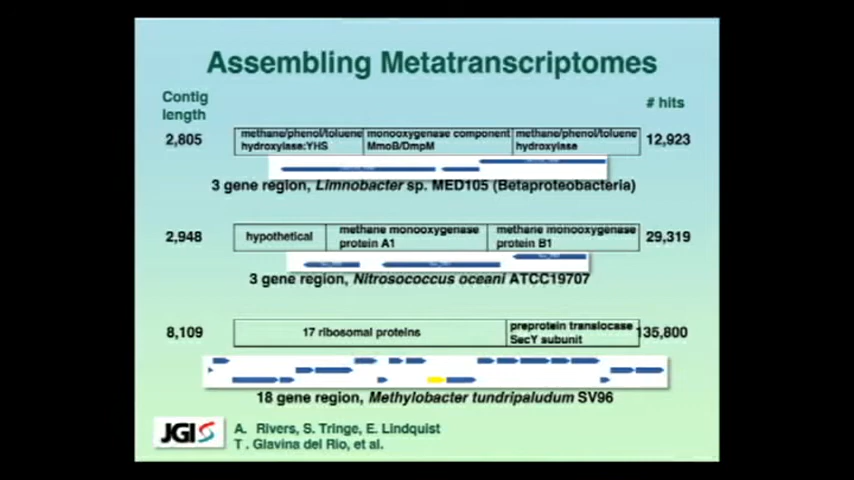 Assembling Metatranscriptomes
Contig
length
# hits
2,805
methane/phenol/toluene
hydroxylase:YHS
monooxygenase component
MmoB/DmpM
methane/phenol/toluene
hydroxylase
12,923
3 gene region, Limnobacter sp. MED105 (Betaproteobacteria)
2,948
hypothetical
methane monooxygenase
protein A1
methane monooxygenase
protein B1
29,319
3 gene region, Nitrosococcus oceani ATCC19707
8,109
17 ribosomal proteins
preprotein translocase
SecY subunit
135,800
18 gene region, Methylobacter tundripaludum SV96
JGI
A. Rivers, S. Tringe, E. Lindquist
T. Glavina del Rio, et al.